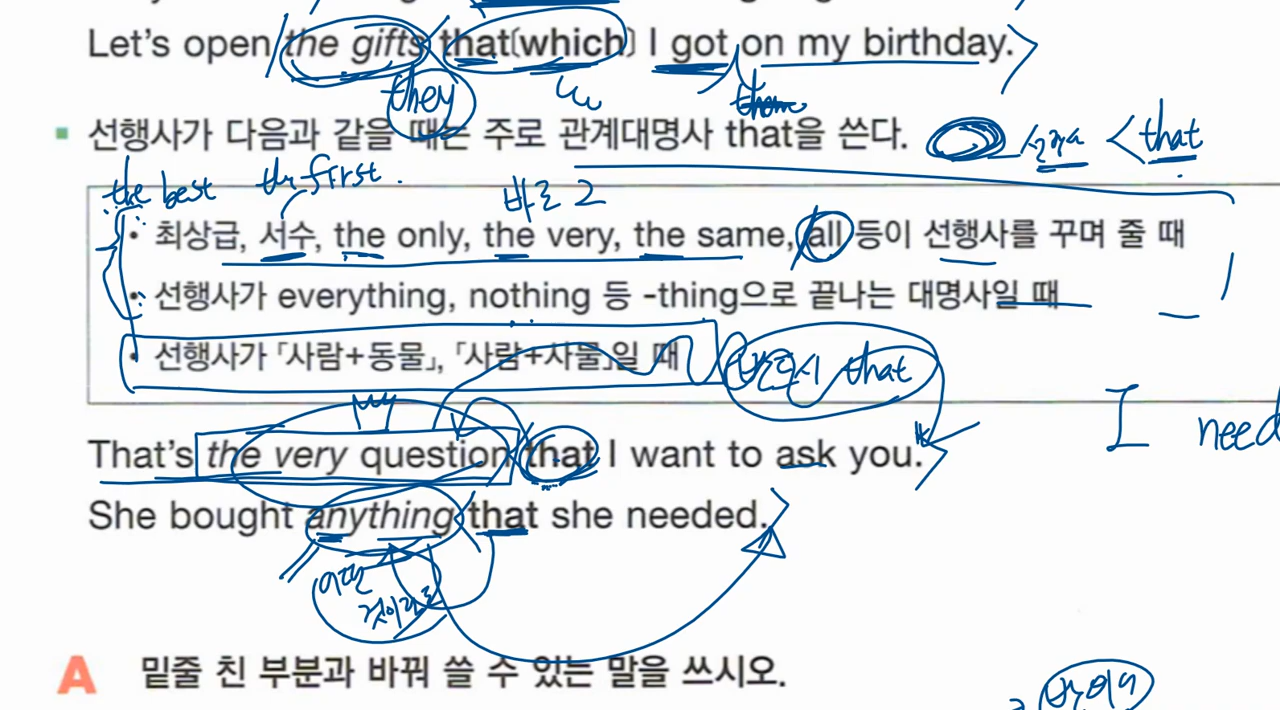 Let's open the gifts that(which) I got on my birthday.
they
선행사가 다음과 같을 때는 주로 관계대명사 that을 쓴다.
that
the best
the first
바로 그
최상급, 서수, the only, the very, the same, all 등이 선행사를 꾸며 줄 때
선행사가 everything, nothing 등 -thing으로 끝나는 대명사일 때
선행사가 「사람+동물」, 「사람+사물」일 때
반드시 that
I need
That's the very question that I want to ask you.
She bought anything that she needed.
어떤
것이라도
A 밑줄 친 부분과 바꿔 쓸 수 있는 말을 쓰시오.